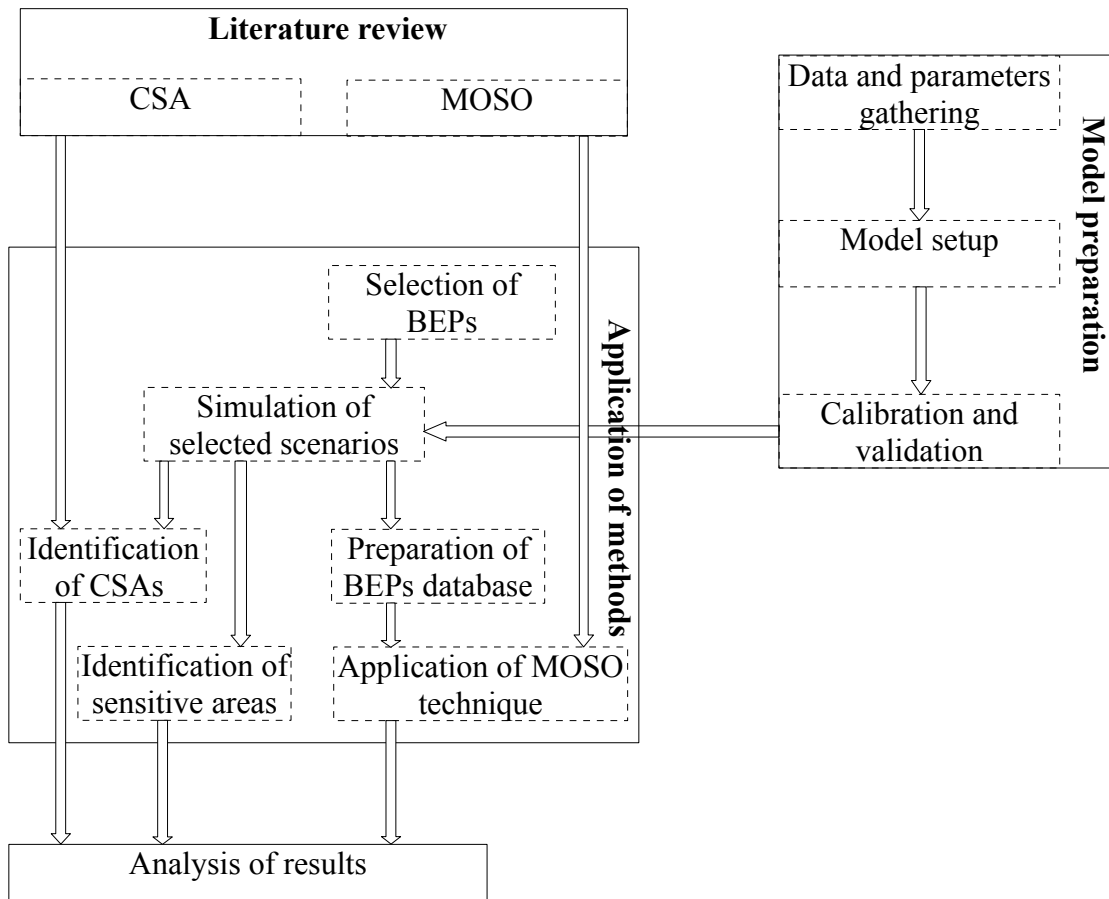 Literature review
CSA
MOSO
Data and parameters
gathering
Model setup
Calibration and
validation
Model preparation
Selection of
BEPs
Simulation of
selected scenarios
Identification
of CSAs
Preparation of
BEPs database
Identification of
sensitive areas
Application of MOSO
technique
Application of methods
Analysis of results